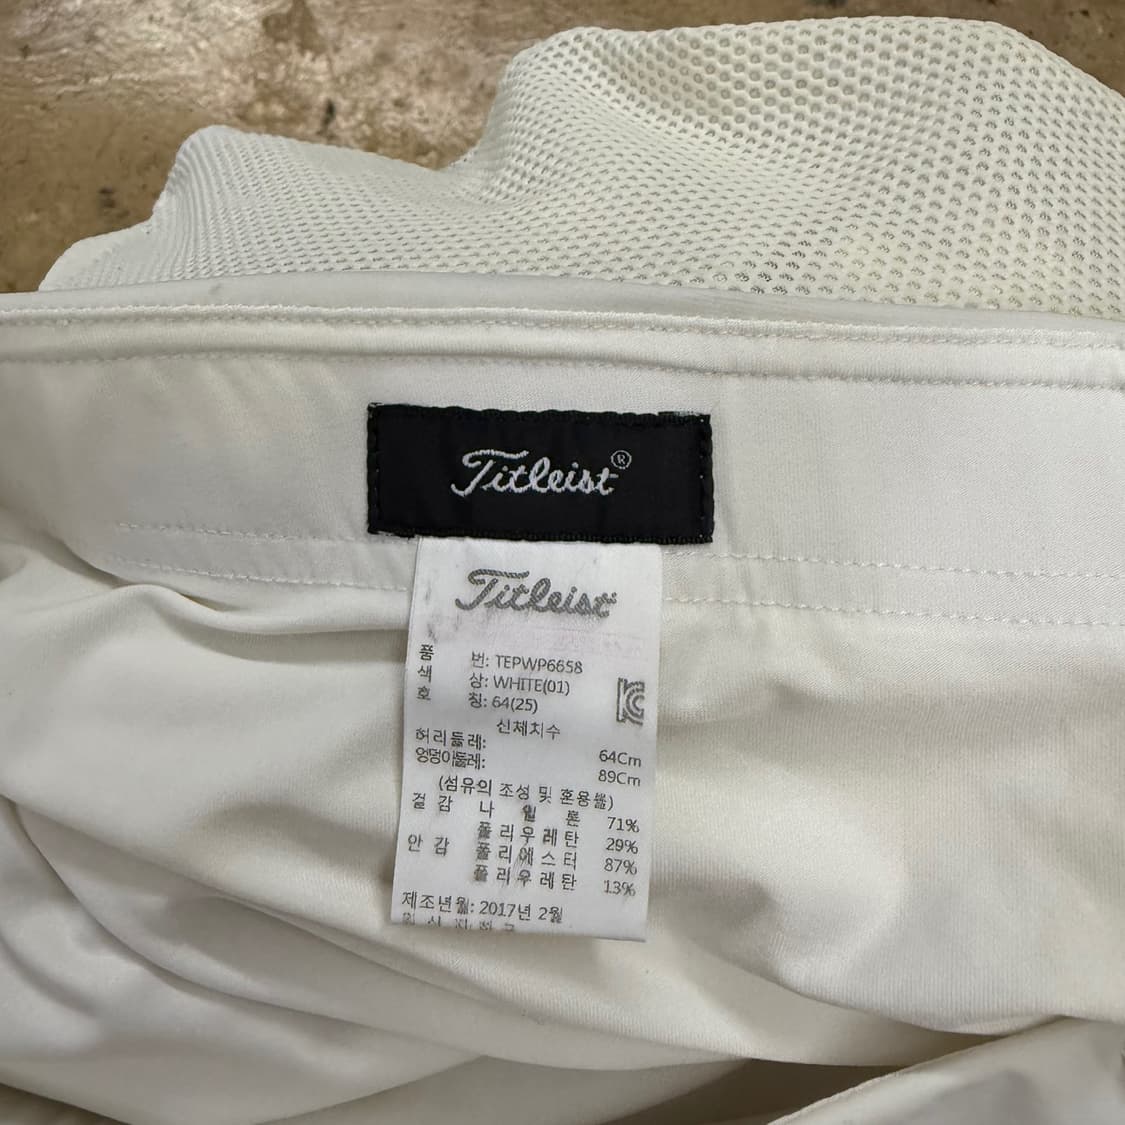 Titleist®
Titleist
품 번: TEPWP6658
색 상: WHITE(01)
호 칭: 64(25)
신체치수
허리둘레: 64Cm
엉덩이둘레: 89Cm
(섬유의 조성 및 혼용률)
겉감 나일론 71%
폴리우레탄 29%
안감 폴리에스터 87%
폴리우레탄 13%
제조년월: 2017년 2월